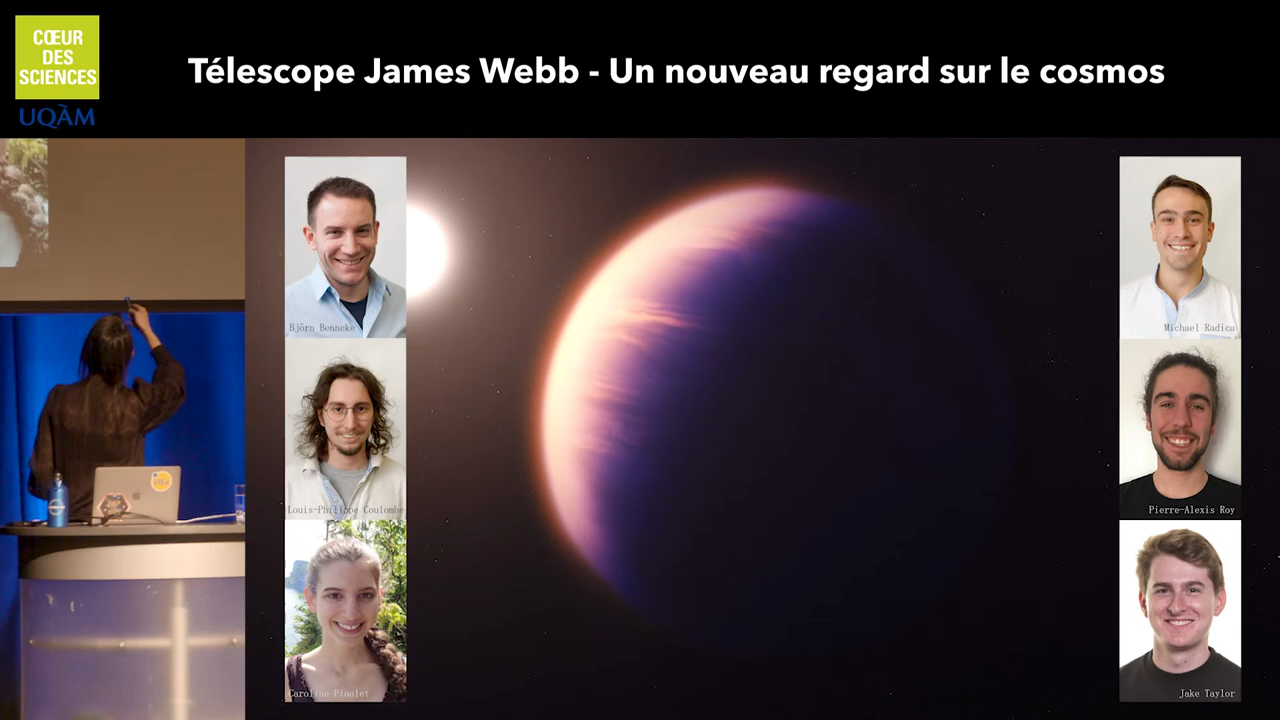 CŒUR
DES
SCIENCES
UQÀM
Télescope James Webb - Un nouveau regard sur le cosmos
Björn Benneke
Michael Radica
Louis-Philippe Coulombe
Pierre-Alexis Roy
Caroline Piaulet
Jake Taylor